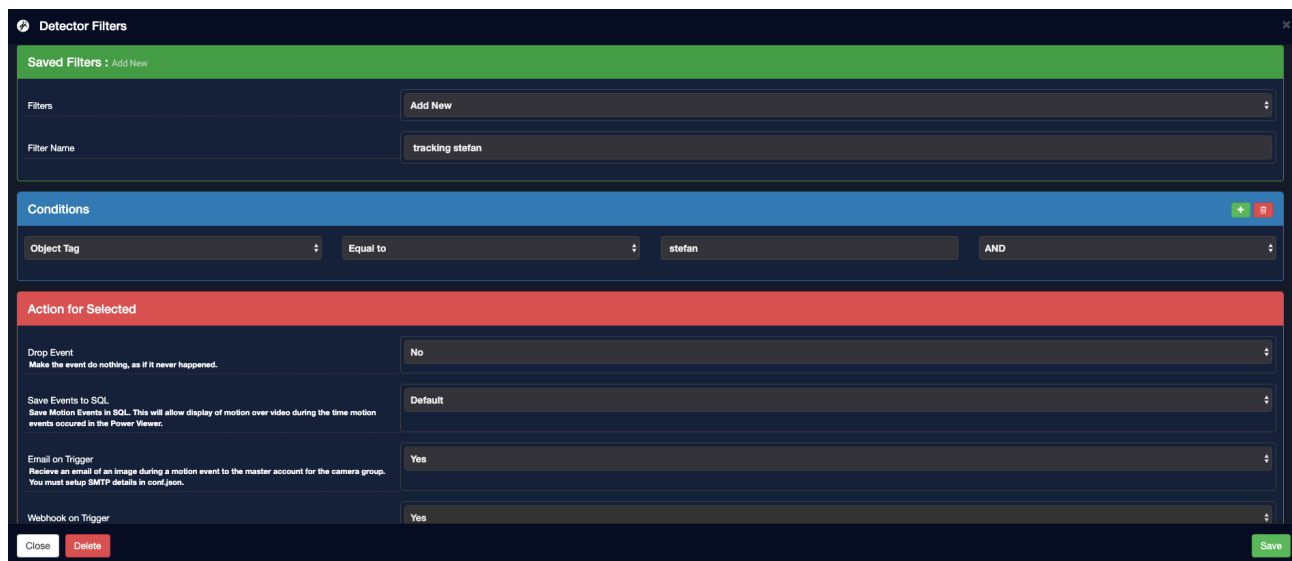 Detector Filters
Saved Filters : Add New
Filters
Add New
Filter Name
tracking stefan
Conditions
Object Tag
Equal to
stefan
AND
Action for Selected
Drop Event
Make the event do nothing, as if it never happened.
No
Save Events to SQL
Save Motion Events in SQL. This will allow display of motion over video during the time motion
events occured in the Power Viewer.
Default
Email on Trigger
Recieve an email of an image during a motion event to the master account for the camera group.
You must setup SMTP details in conf.json.
Yes
Webhook on Trigger
Yes
Close
Delete
Save